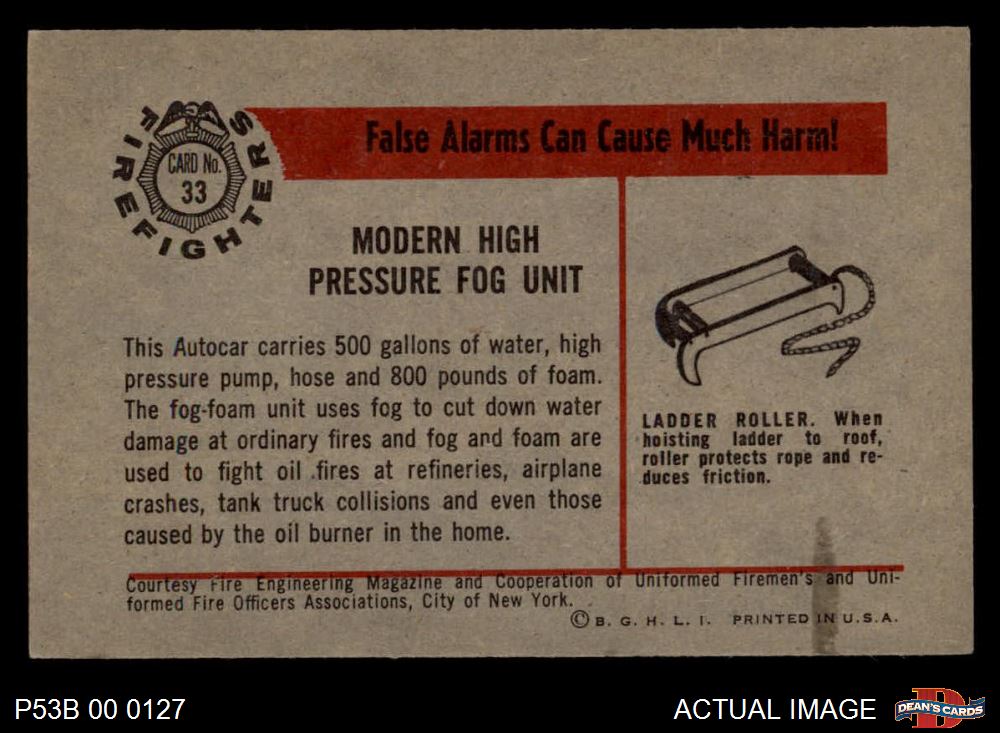 FIREFIGHTERS
CARD No.
33
False Alarms Can Cause Much Harm!
MODERN HIGH
PRESSURE FOG UNIT
This Autocar carries 500 gallons of water, high
pressure pump, hose and 800 pounds of foam.
The fog-foam unit uses fog to cut down water
damage at ordinary fires and fog and foam are
used to fight oil fires at refineries, airplane
crashes, tank truck collisions and even those
caused by the oil burner in the home.
LADDER ROLLER. When
hoisting ladder to roof,
roller protects rope and re-
duces friction.
Courtesy Fire Engineering Magazine and Cooperation of Uniformed Firemen's and Uni-
formed Fire Officers Associations, City of New York.
© B. G. H. L. I. PRINTED IN U.S.A.
P53B 00 0127
ACTUAL IMAGE
D
DEAN'S CARDS